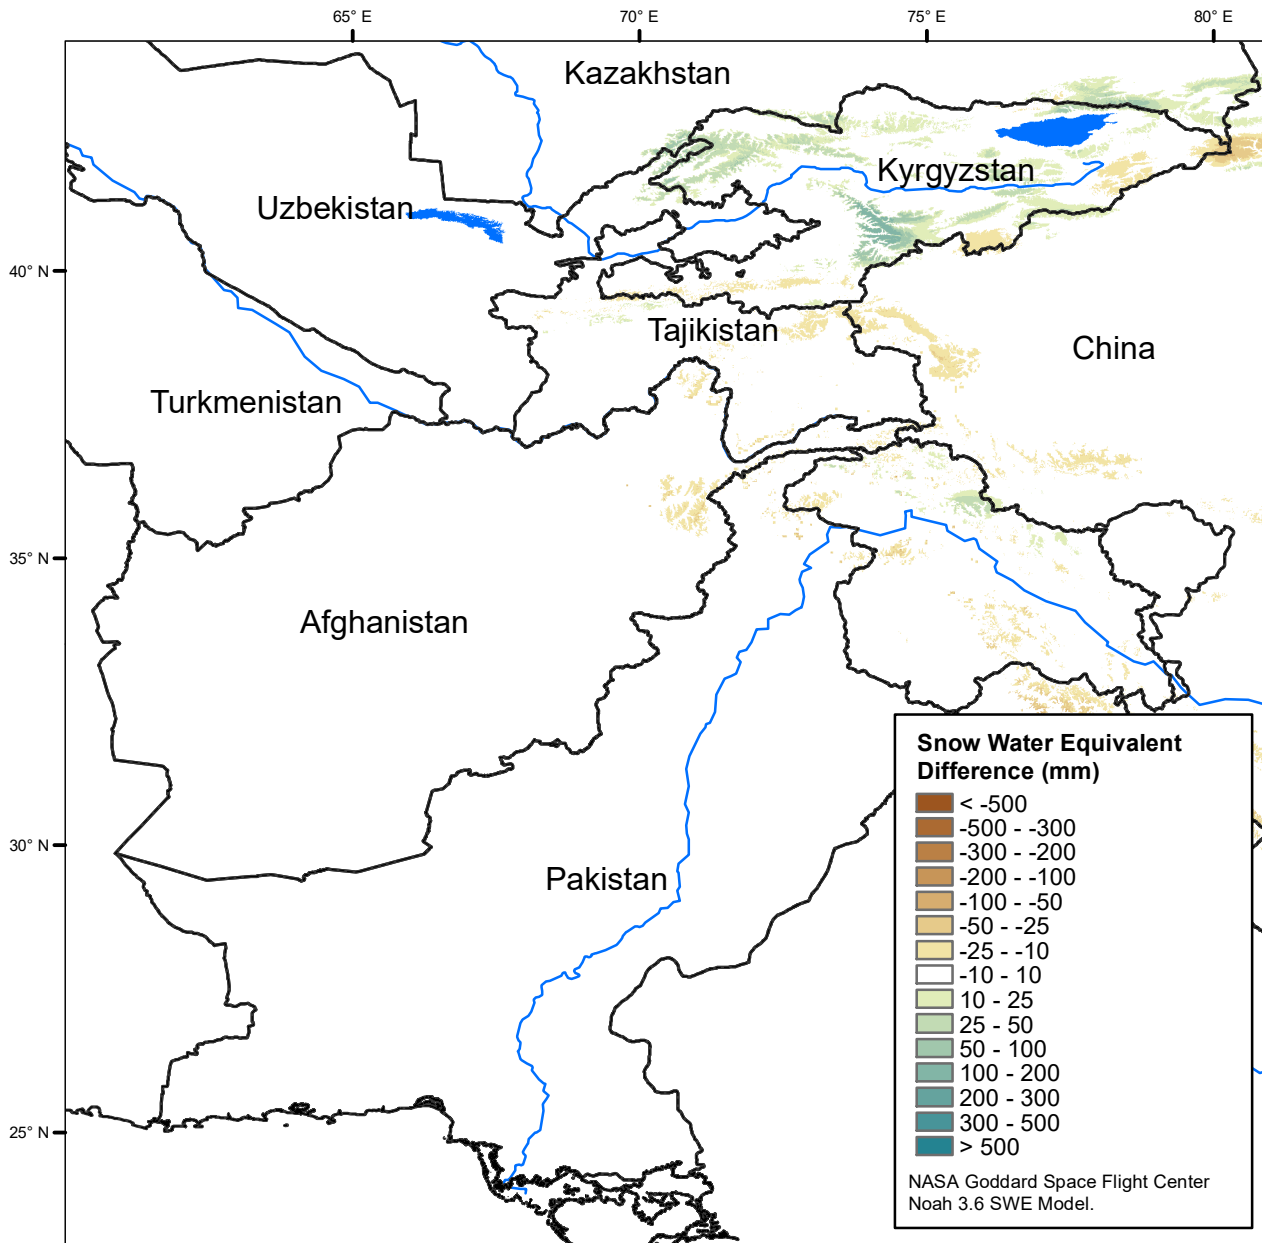 65° E 70° E 75° E 80° E
Kazakhstan
Kyrgyzstan
Uzbekistan
40° N
Tajikistan
China
Turkmenistan
35° N
Afghanistan
30° N
Pakistan
25° N
Snow Water Equivalent
Difference (mm)
< -500
-500 - -300
-300 - -200
-200 - -100
-100 - -50
-50 - -25
-25 - -10
-10 - 10
10 - 25
25 - 50
50 - 100
100 - 200
200 - 300
300 - 500
> 500
NASA Goddard Space Flight Center
Noah 3.6 SWE Model.